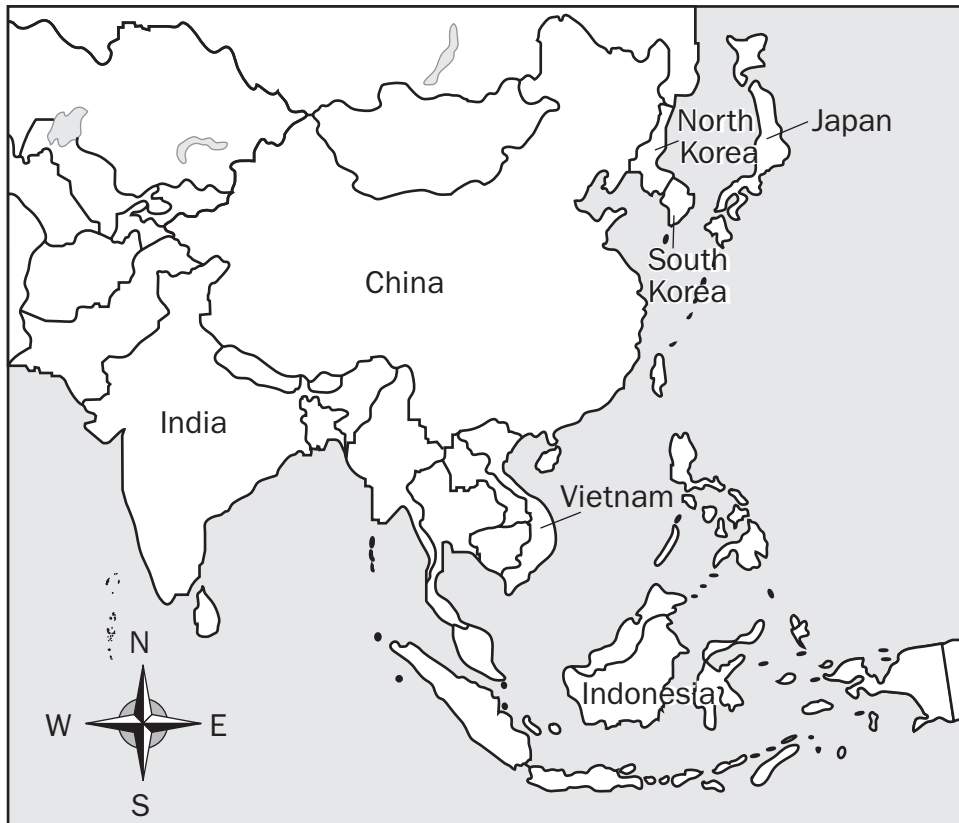 North
Korea
Japan
South
Korea
China
India
Vietnam
Indonesia
N
W
E
S